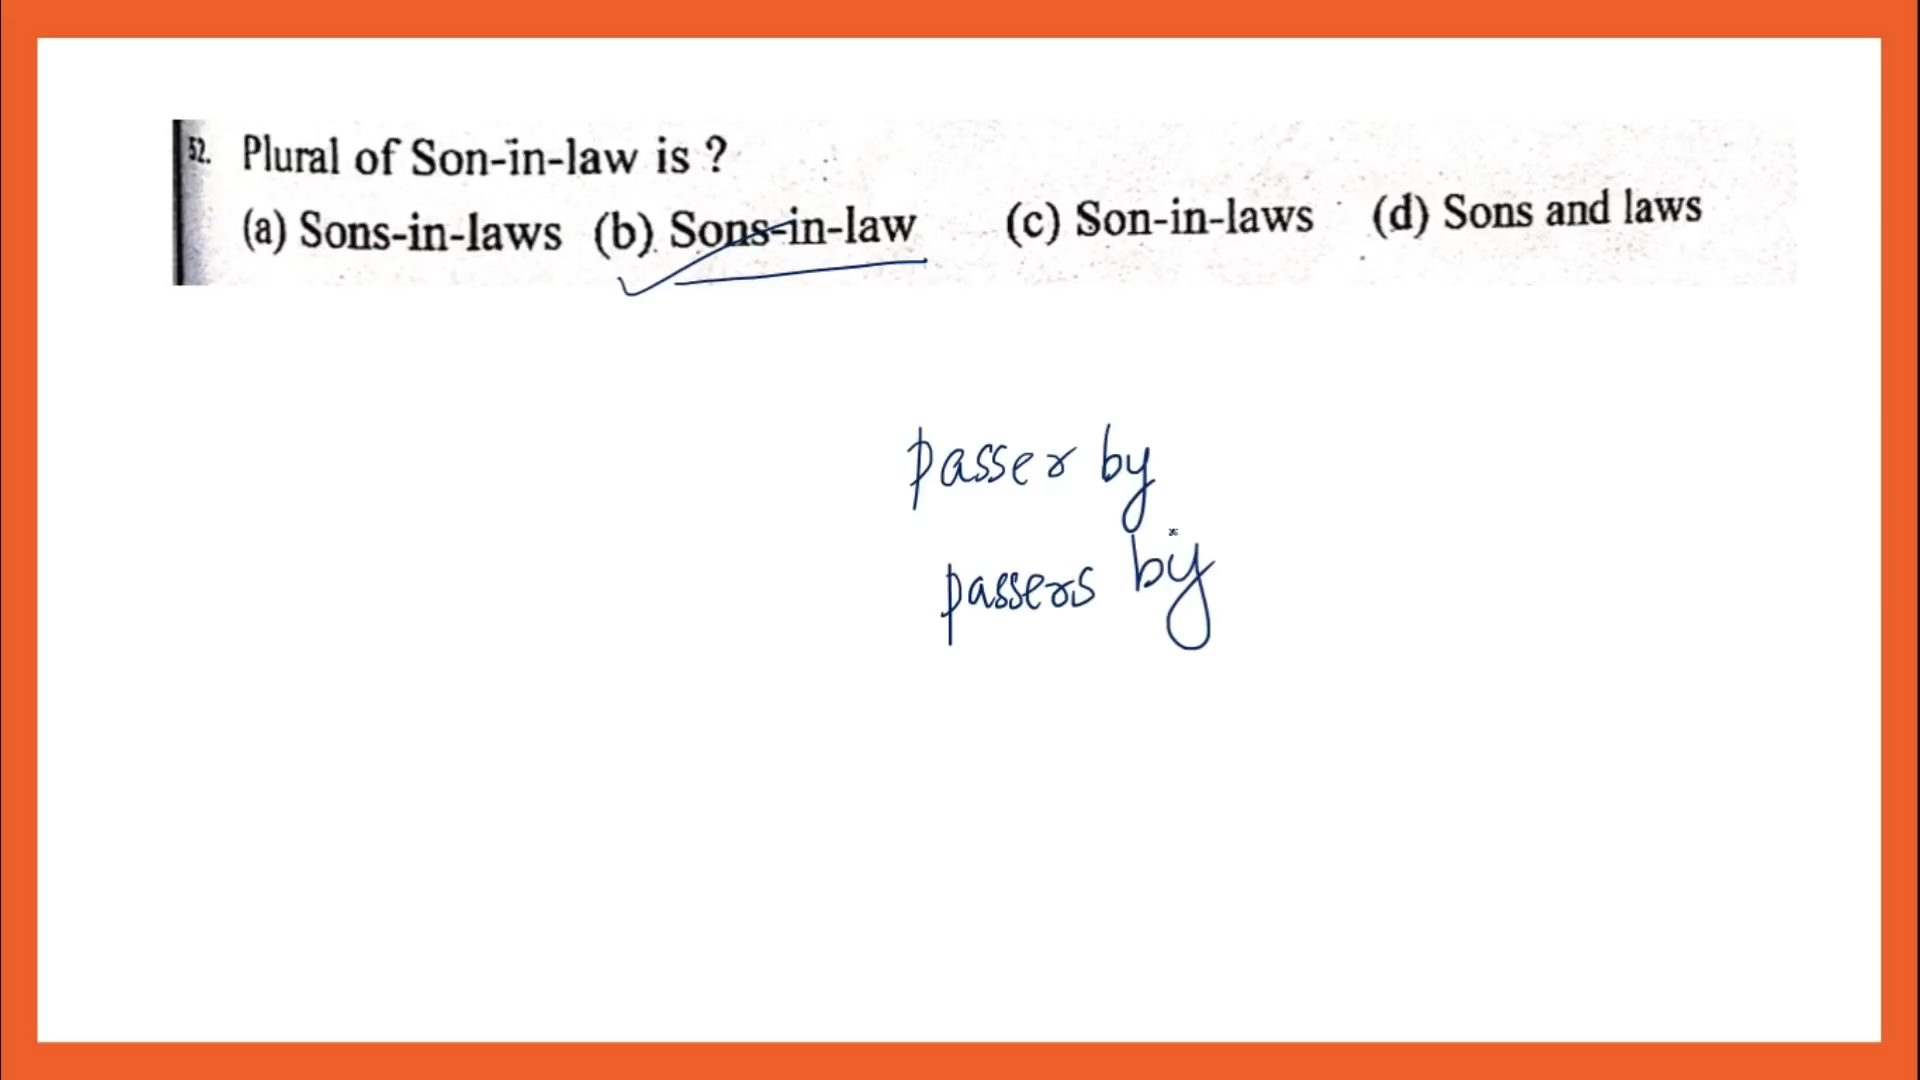 52. Plural of Son-in-law is ?
(a) Sons-in-laws (b) Sons-in-law (c) Son-in-laws (d) Sons and laws
passer by
passers by